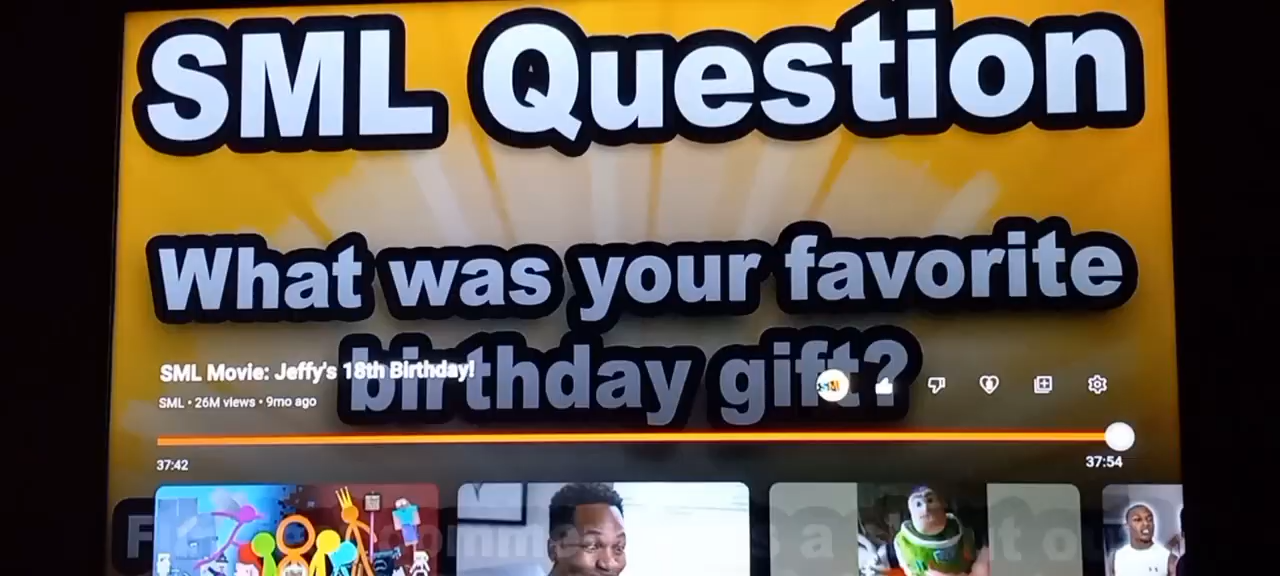 SML Question
What was your favorite
birthday gift?
SML Movie: Jeffy's 18th Birthday!
SML • 26M views • 9mo ago
SML
37:42
37:54